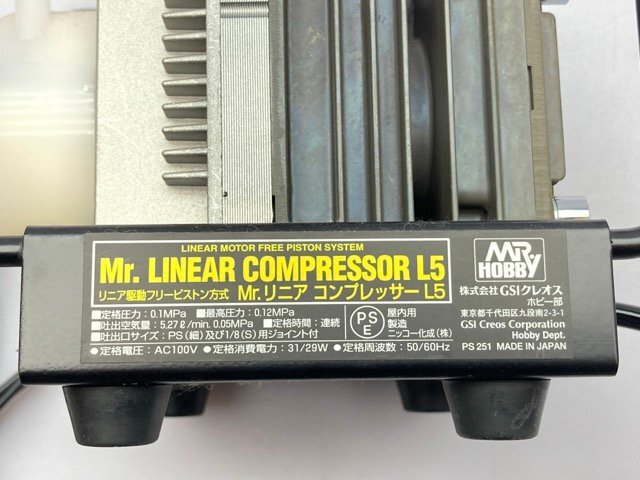 LINEAR MOTOR FREE PISTON SYSTEM
Mr. LINEAR COMPRESSOR L5
リニア駆動フリーピストン方式 Mr.リニア コンプレッサー L5
■定格圧力：0.1MPa ■最高圧力：0.12MPa
■吐出空気量：5.27ℓ/min. 0.05MPa ■定格時間：連続
■吐出口サイズ：PS (細) 及び1/8 (S) 用ジョイント付
●定格電圧：AC100V ●定格消費電力：31/29W ●定格周波数：50/60Hz
PS
E
屋内用
製造
ニッコー化成 (株)
MR.
HOBBY
株式会社GSIクレオス
ホビー部
東京都千代田区九段南2-3-1
GSI Creos Corporation
Hobby Dept.
PS 251 MADE IN JAPAN